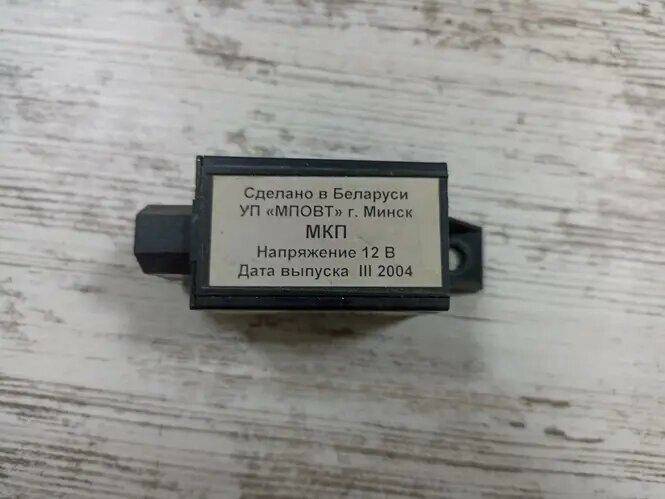 Сделано в Беларуси
УП «МПОВТ» г. Минск
МКП
Напряжение 12 В
Дата выпуска III 2004